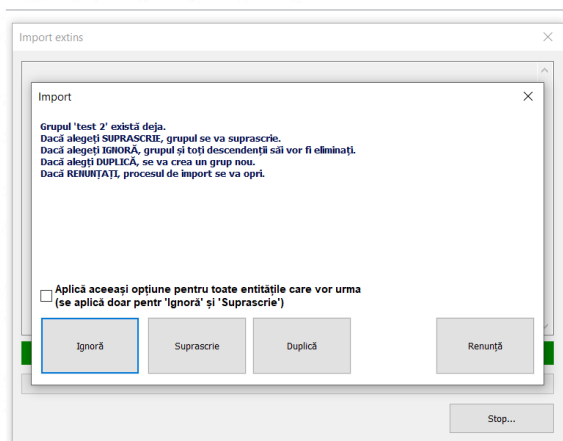 Import extins
Import
Grupul 'test 2' există deja.
Dacă alegeți SUPRASCRIE, grupul se va suprascrie.
Dacă alegeți IGNORĂ, grupul și toți descendenții săi vor fi eliminați.
Dacă alegți DUPLICĂ, se va crea un grup nou.
Dacă RENUNȚAȚI, procesul de import se va opri.
Aplică aceeași opțiune pentru toate entitățile care vor urma
(se aplică doar pentr 'Ignoră' și 'Suprascrie')
Ignoră
Suprascrie
Duplică
Renunță
Stop...